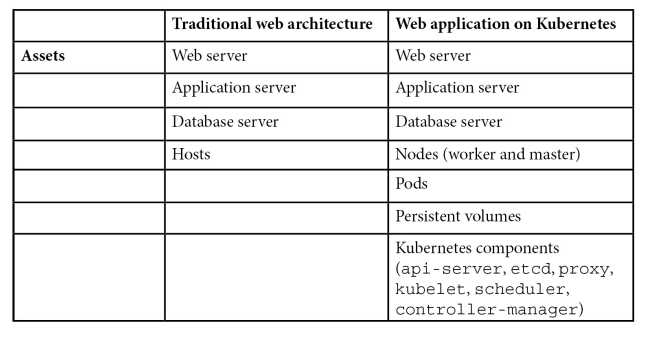 Traditional web architecture Web application on Kubernetes
Assets Web server Web server
Application server Application server
Database server Database server
Hosts Nodes (worker and master)
Pods
Persistent volumes
Kubernetes components
(api-server, etcd, proxy,
kubelet, scheduler,
controller-manager)